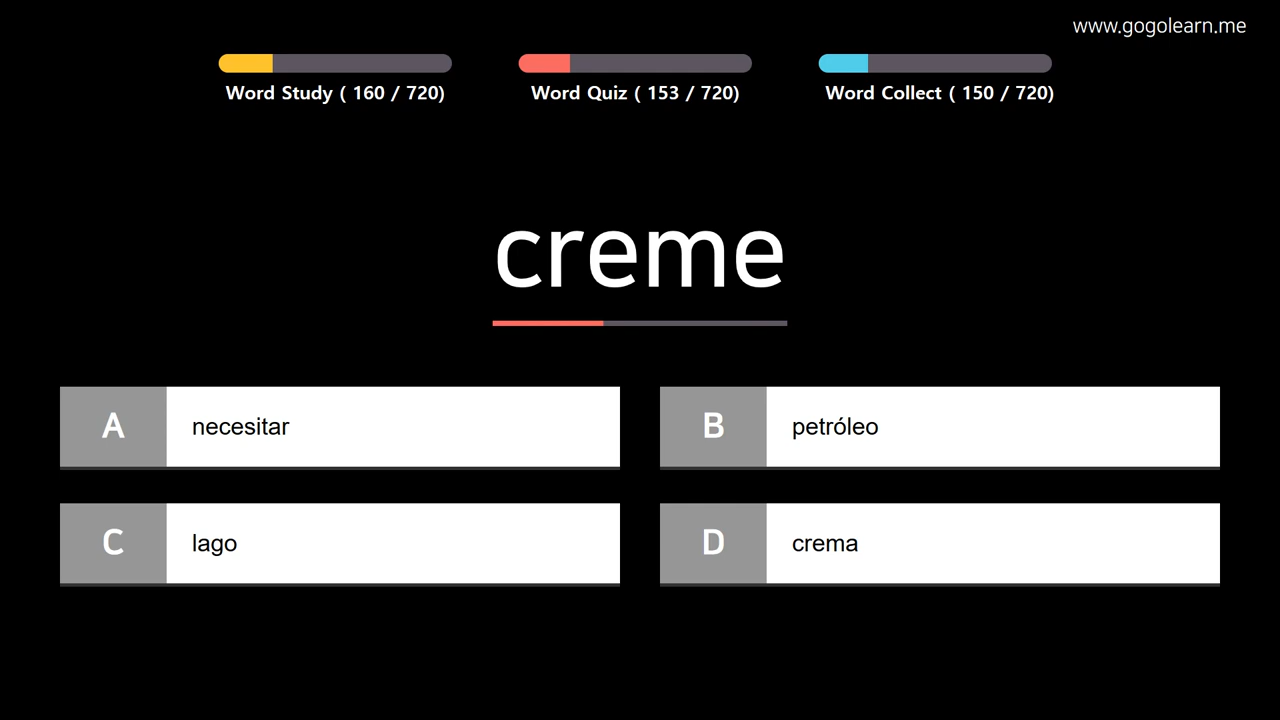 www.gogolearn.me
Word Study ( 160 / 720)
Word Quiz ( 153 / 720)
Word Collect ( 150 / 720)
creme
A necesitar
B petróleo
C lago
D crema